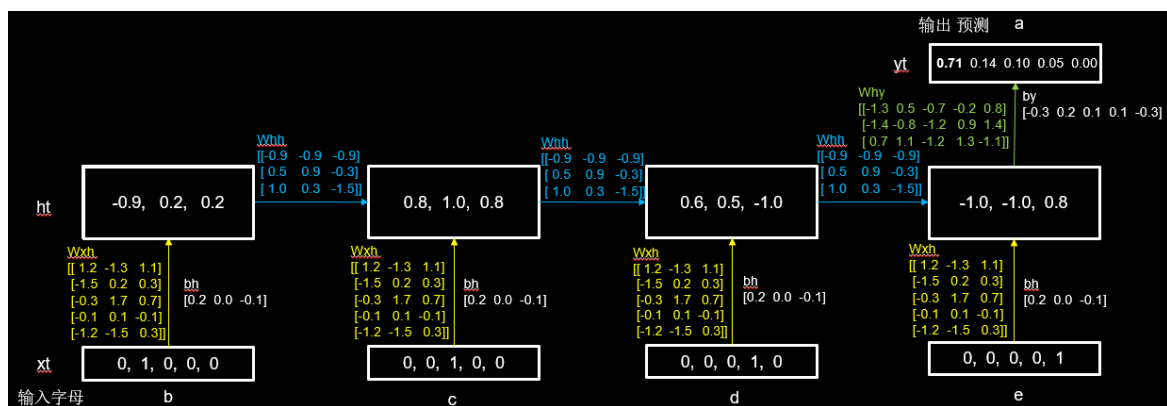 输出 预测 a
yt
0.71 0.14 0.10 0.05 0.00
Why
[[-1.3 0.5 -0.7 -0.2 0.8]
[-1.4 -0.8 -1.2 0.9 1.4]
[ 0.7 1.1 -1.2 1.3 -1.1]]
by
[-0.3 0.2 0.1 0.1 -0.3]
Whh
[[-0.9 -0.9 -0.9]
[ 0.5 0.9 -0.3]
[ 1.0 0.3 -1.5]]
Whh
[[-0.9 -0.9 -0.9]
[ 0.5 0.9 -0.3]
[ 1.0 0.3 -1.5]]
Whh
[[-0.9 -0.9 -0.9]
[ 0.5 0.9 -0.3]
[ 1.0 0.3 -1.5]]
ht
-0.9, 0.2, 0.2
0.8, 1.0, 0.8
0.6, 0.5, -1.0
-1.0, -1.0, 0.8
Wxh
[[ 1.2 -1.3 1.1]
[-1.5 0.2 0.3]
[-0.3 1.7 0.7]
[-0.1 0.1 -0.1]
[-1.2 -1.5 0.3]]
bh
[0.2 0.0 -0.1]
Wxh
[[ 1.2 -1.3 1.1]
[-1.5 0.2 0.3]
[-0.3 1.7 0.7]
[-0.1 0.1 -0.1]
[-1.2 -1.5 0.3]]
bh
[0.2 0.0 -0.1]
Wxh
[[ 1.2 -1.3 1.1]
[-1.5 0.2 0.3]
[-0.3 1.7 0.7]
[-0.1 0.1 -0.1]
[-1.2 -1.5 0.3]]
bh
[0.2 0.0 -0.1]
Wxh
[[ 1.2 -1.3 1.1]
[-1.5 0.2 0.3]
[-0.3 1.7 0.7]
[-0.1 0.1 -0.1]
[-1.2 -1.5 0.3]]
bh
[0.2 0.0 -0.1]
xt
0, 1, 0, 0, 0
0, 0, 1, 0, 0
0, 0, 0, 1, 0
0, 0, 0, 0, 1
输入字母 b c d e